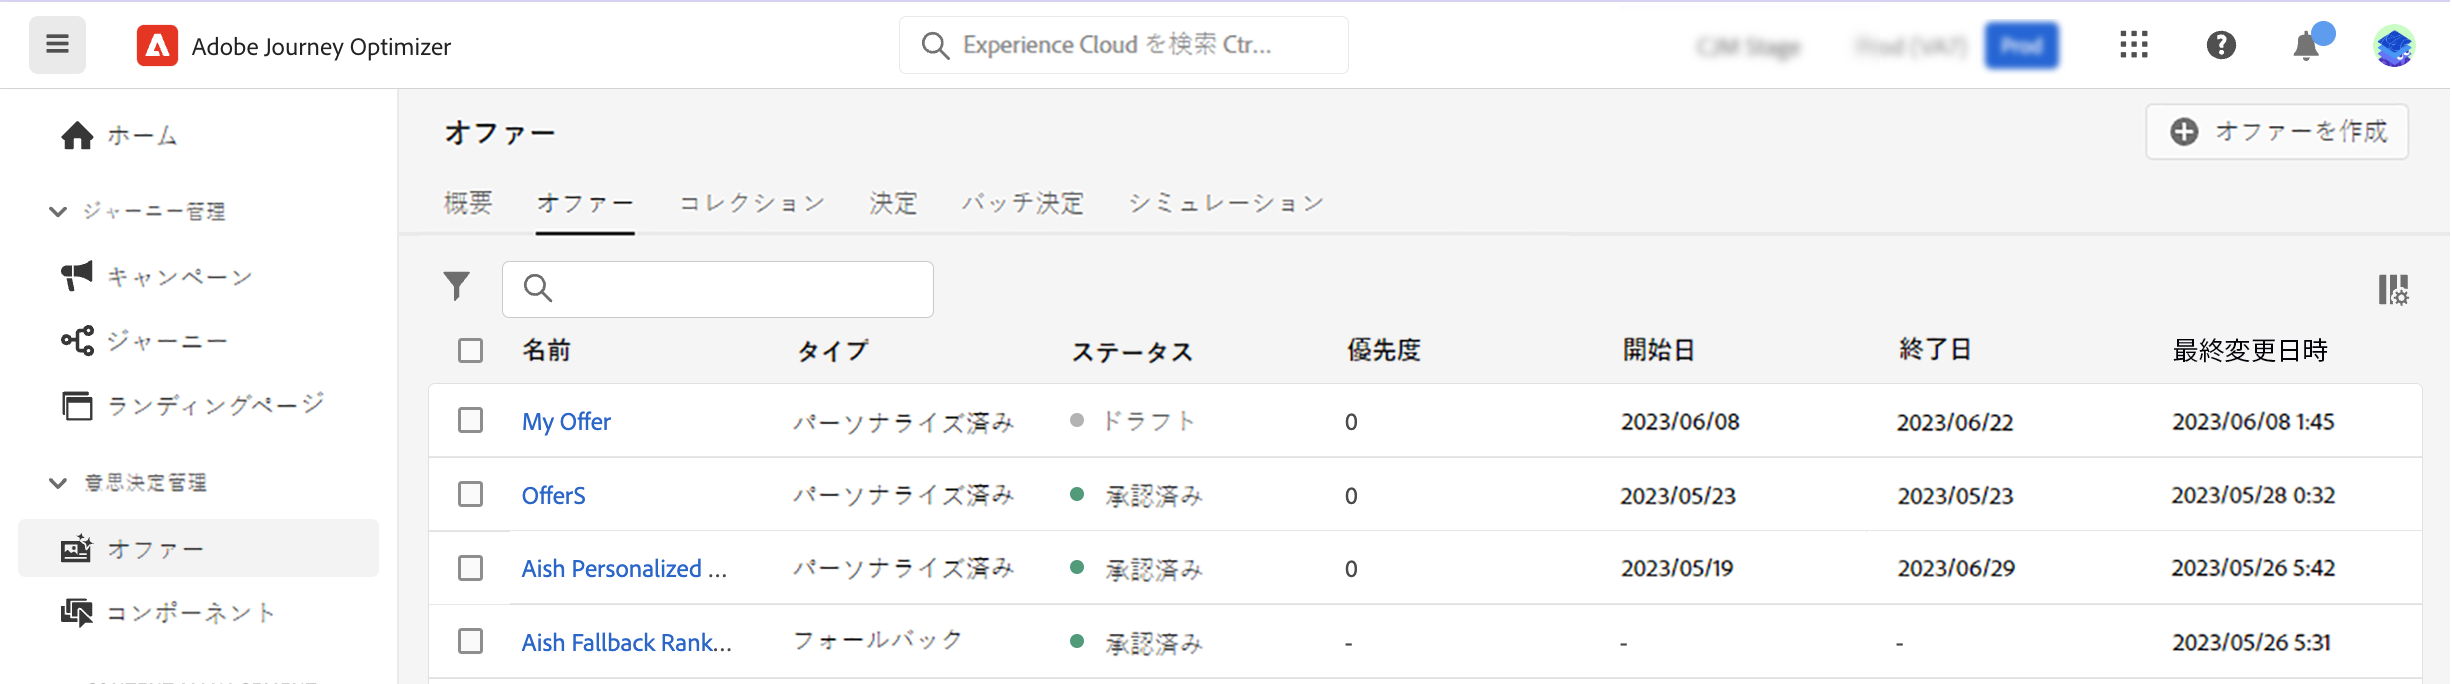 Adobe Journey Optimizer
Experience Cloud を検索 Ctr...
Prod
ホーム
ジャーニー管理
キャンペーン
ジャーニー
ランディングページ
意思決定管理
オファー
コンポーネント
オファー
オファーを作成
概要 オファー コレクション 決定 バッチ決定 シミュレーション
名前 タイプ ステータス 優先度 開始日 終了日 最終変更日時
My Offer パーソナライズ済み ドラフト 0 2023/06/08 2023/06/22 2023/06/08 1:45
OfferS パーソナライズ済み 承認済み 0 2023/05/23 2023/05/23 2023/05/28 0:32
Aish Personalized ... パーソナライズ済み 承認済み 0 2023/05/19 2023/06/29 2023/05/26 5:42
Aish Fallback Rank... フォールバック 承認済み - - - 2023/05/26 5:31